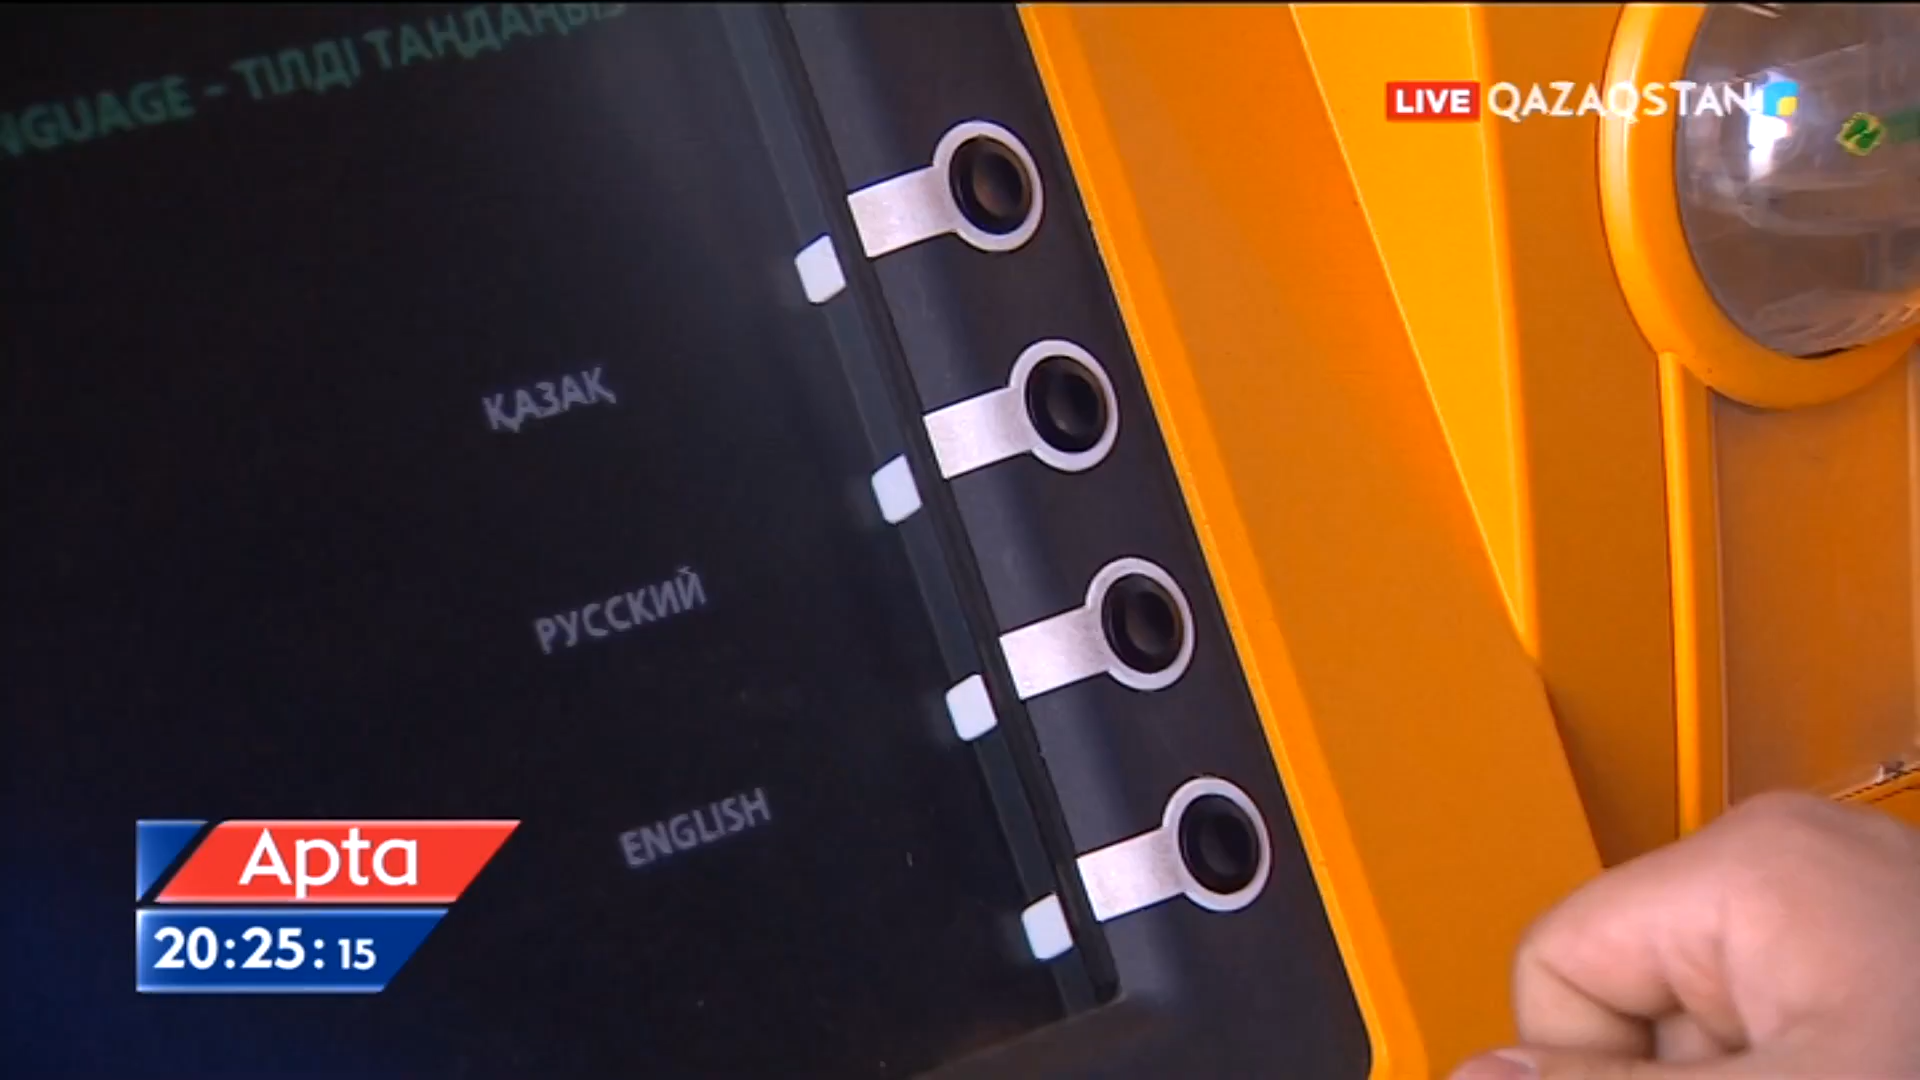 NGUAGE - ТІЛДІ ТАҢДАҢЫЗ
LIVE QAZAQSTAN
ҚАЗАҚ
РУССКИЙ
ENGLISH
Apta
20:25:15